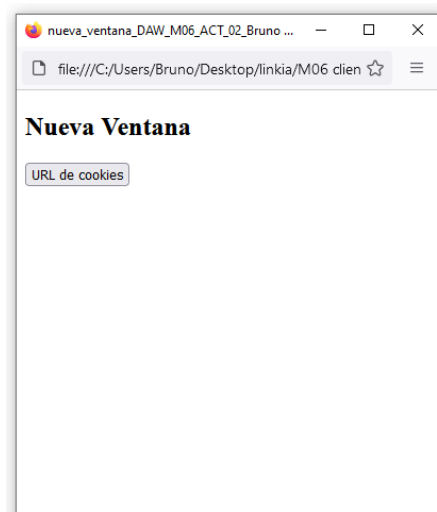 nueva_ventana_DAW_M06_ACT_02_Bruno ...
file:///C:/Users/Bruno/Desktop/linkia/M06 clien
Nueva Ventana
URL de cookies